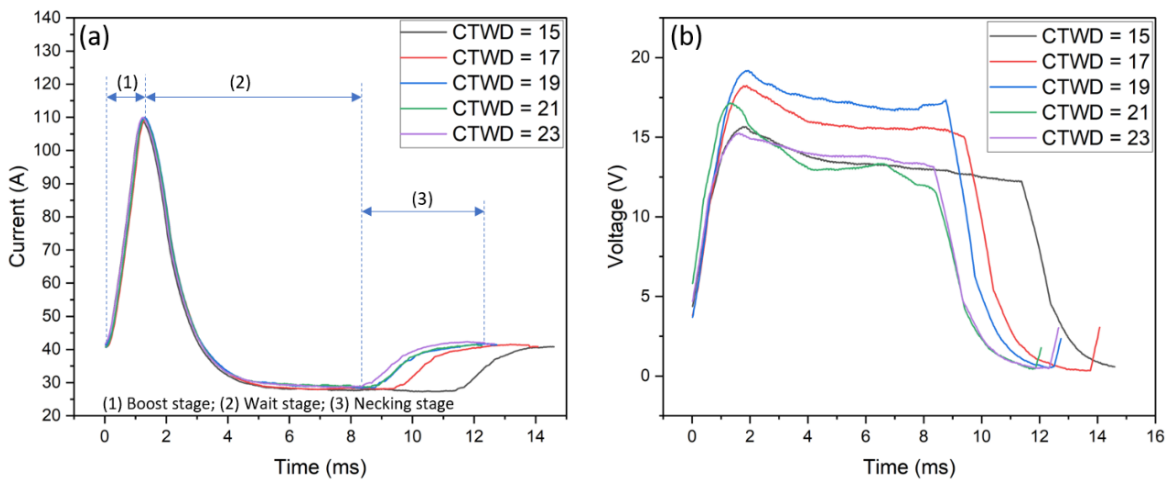 (a)
CTWD = 15
CTWD = 17
CTWD = 19
CTWD = 21
CTWD = 23
(1)
(2)
(3)
140
130
120
110
100
90
80
70
60
50
40
30
20
Current (A)
(1) Boost stage; (2) Wait stage; (3) Necking stage
0 2 4 6 8 10 12 14
Time (ms)
(b)
CTWD = 15
CTWD = 17
CTWD = 19
CTWD = 21
CTWD = 23
20
15
10
5
0
Voltage (V)
0 2 4 6 8 10 12 14 16
Time (ms)